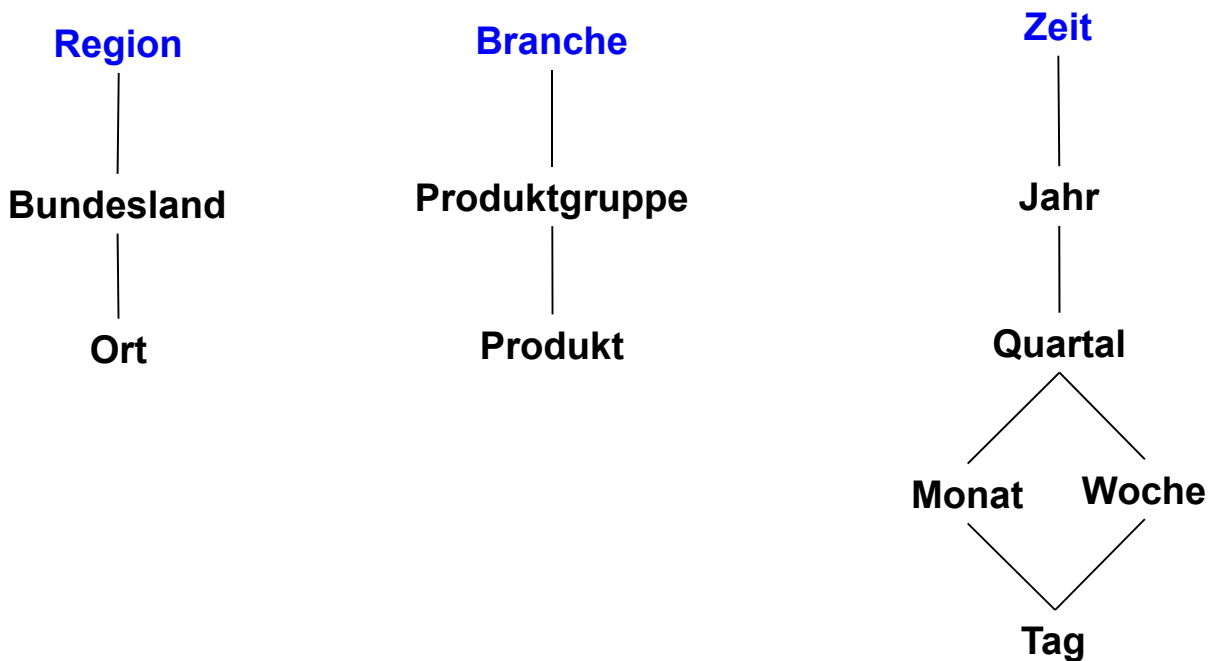 Region
Branche
Zeit
Bundesland
Produktgruppe
Jahr
Ort
Produkt
Quartal
Monat
Woche
Tag